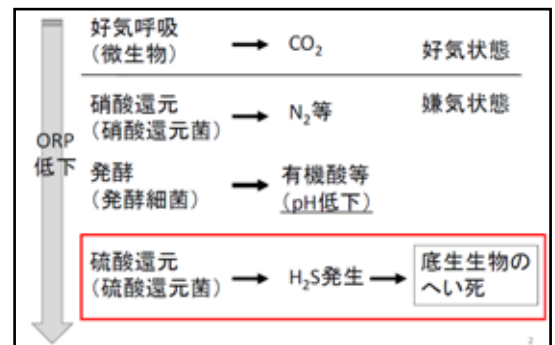 好気呼吸
(微生物)
CO₂
好気状態
硝酸還元
(硝酸還元菌)
N₂等
嫌気状態
ORP
低下
発酵
(発酵細菌)
有機酸等
(pH低下)
硫酸還元
(硫酸還元菌)
H₂S発生
底生生物の
へい死
2